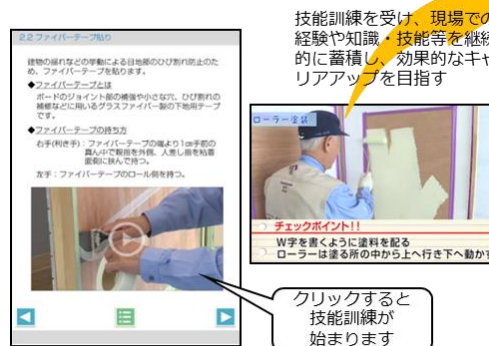 2.2 ファイバーテープ貼り
建物の揺れなどの挙動による目地部のひび割れ防止のた
め、ファイバーテープを貼ります。
◆ファイバーテープとは
ボードのジョイント部の補強や小さな穴、ひび割れの
補修などに用いるグラスファイバー製の下地用テープ
です。
◆ファイバーテープの持ち方
右手(利き手)：ファイバーテープの端より1㎝手前の
真ん中で親指を外側、人差し指を粘着
面側に挟んで持つ。
左手：ファイバーテープのロール側を持つ。
技能訓練を受け、現場での
経験や知識・技能等を継続
的に蓄積し、効果的なキャ
リアアップを目指す
ローラー塗装
チェックポイント!!
W字を書くように塗料を配る
ローラーは塗る所の中から上へ行き下へ動かす
クリックすると
技能訓練が
始まります